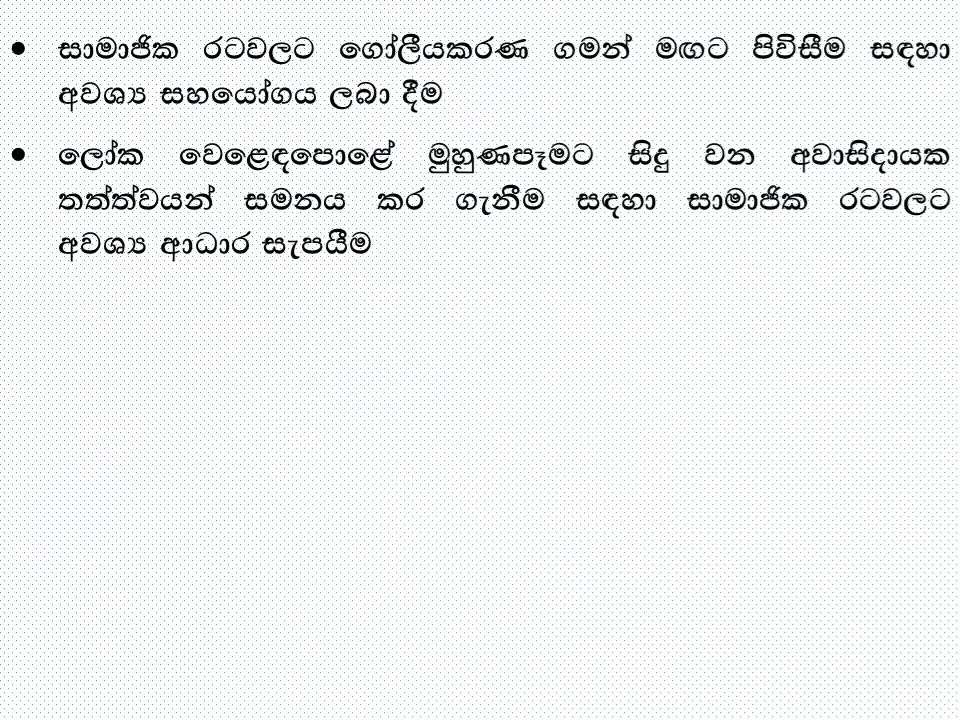 • සාමාජික රටවලට ගෝලීයකරණ ගමන් මඟට පිවිසීම සඳහා
අවශ්‍ය සහයෝගය ලබා දීම
• ලෝක වෙළෙඳපොළේ මුහුණපෑමට සිදු වන අවාසිදායක
තත්ත්වයන් සමනය කර ගැනීම සඳහා සාමාජික රටවලට
අවශ්‍ය ආධාර සැපයීම